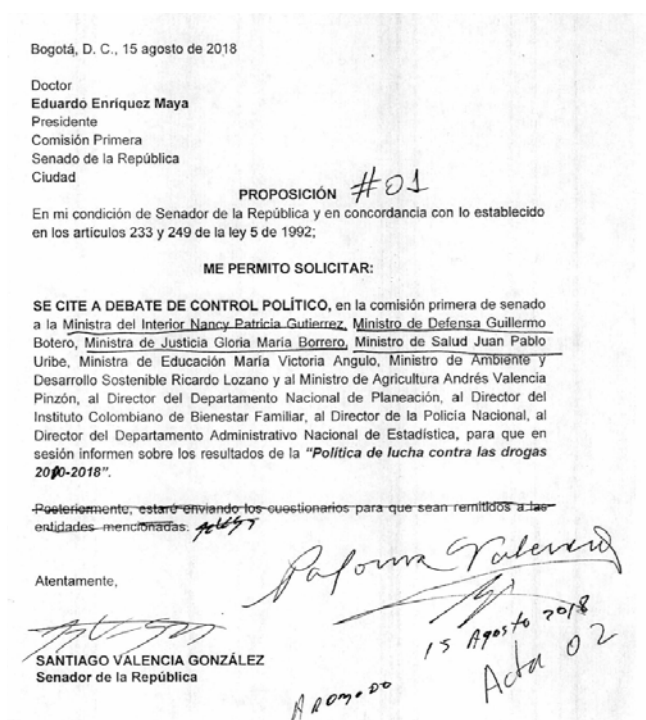 Bogotá, D. C., 15 agosto de 2018
Doctor
Eduardo Enríquez Maya
Presidente
Comisión Primera
Senado de la República
Ciudad
PROPOSICIÓN #01
En mi condición de Senador de la República y en concordancia con lo establecido
en los artículos 233 y 249 de la ley 5 de 1992;
ME PERMITO SOLICITAR:
SE CITE A DEBATE DE CONTROL POLÍTICO, en la comisión primera de senado
a la Ministra del Interior Nancy Patricia Gutierrez, Ministro de Defensa Guillermo
Botero, Ministra de Justicia Gloria María Borrero, Ministro de Salud Juan Pablo
Uribe, Ministra de Educación María Victoria Angulo, Ministro de Ambiente y
Desarrollo Sostenible Ricardo Lozano y al Ministro de Agricultura Andrés Valencia
Pinzón, al Director del Departamento Nacional de Planeación, al Director del
Instituto Colombiano de Bienestar Familiar, al Director de la Policía Nacional, al
Director del Departamento Administrativo Nacional de Estadística, para que en
sesión informen sobre los resultados de la "Política de lucha contra las drogas
2010-2018".
Posteriormente, estaré enviando los cuestionarios para que sean remitidos a las
entidades mencionadas.
Paloma Valencia
Atentamente,
15 Agosto 2018
Acta 02
SANTIAGO VALENCIA GONZÁLEZ
Senador de la República